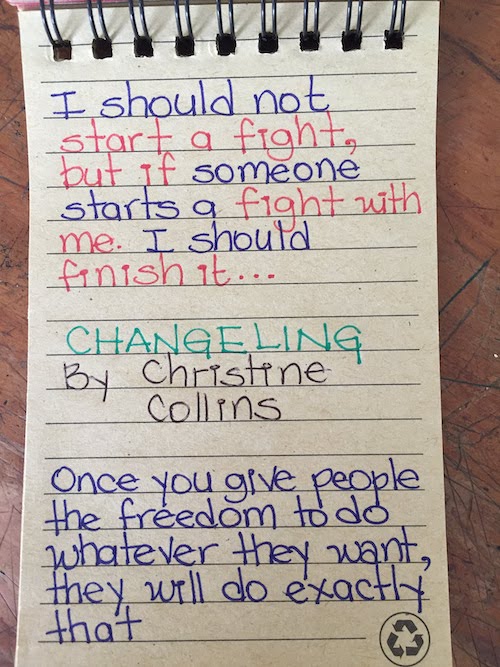 I should not
start a fight,
but if someone
starts a fight with
me. I should
finish it...
CHANGELING
By Christine
Collins
Once you give people
the freedom to do
whatever they want,
they will do exactly
that